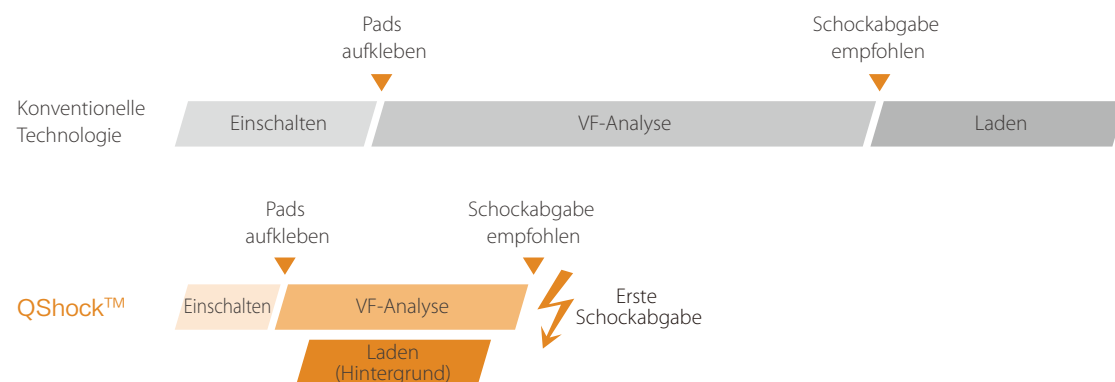 Pads
aufkleben
Schockabgabe
empfohlen
Konventionelle
Technologie
Einschalten
VF-Analyse
Laden
Pads
aufkleben
Schockabgabe
empfohlen
QShock™
Einschalten
VF-Analyse
Erste
Schockabgabe
Laden
(Hintergrund)